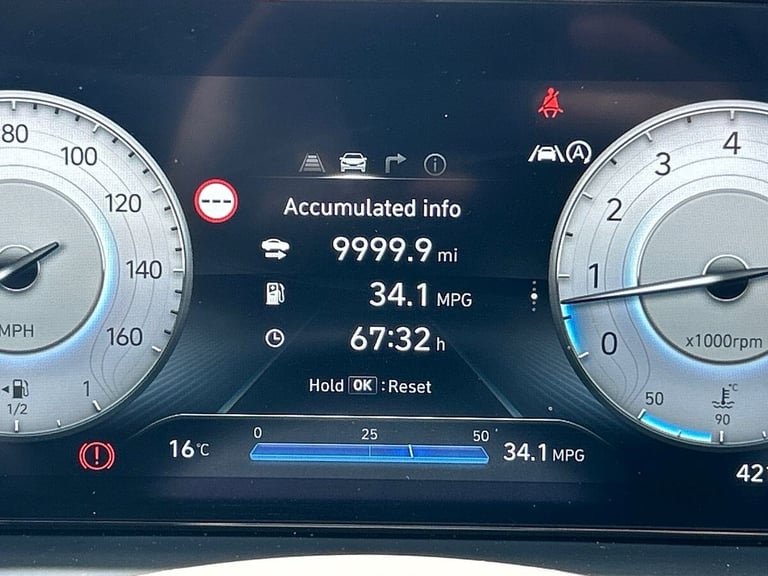 80
100
120
140
160
MPH
1/2
1
Accumulated info
9999.9 mi
34.1 MPG
67:32 h
Hold OK : Reset
16°C
0 25 50
34.1 MPG
A
4
3
2
1
0
x1000rpm
50
°C
90
421